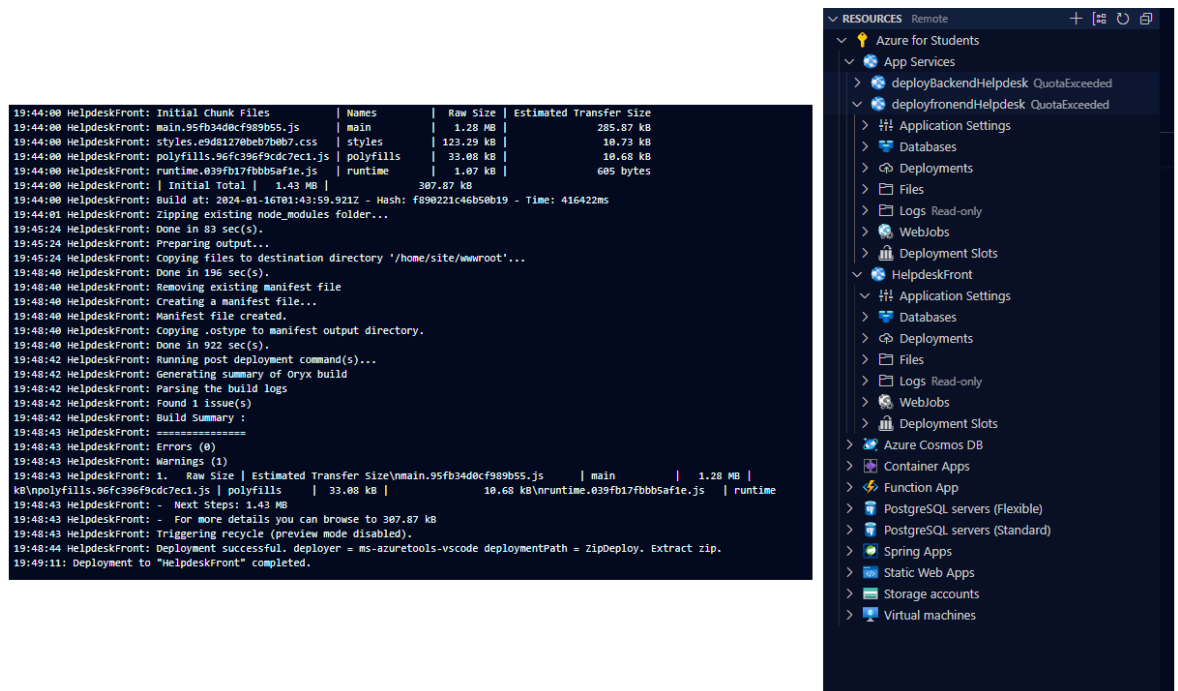 19:44:00 HelpdeskFront: Initial Chunk Files | Names | Raw Size | Estimated Transfer Size
19:44:00 HelpdeskFront: main.95fb34d0cf989b55.js | main | 1.28 MB | 285.87 kB
19:44:00 HelpdeskFront: styles.e9d81270beb7b0b7.css | styles | 123.29 kB | 10.73 kB
19:44:00 HelpdeskFront: polyfills.96fc396f9cdc7ec1.js | polyfills | 33.08 kB | 10.68 kB
19:44:00 HelpdeskFront: runtime.039fb17fbbb5af1e.js | runtime | 1.07 kB | 605 bytes
19:44:00 HelpdeskFront: | Initial Total | 1.43 MB | 307.87 kB
19:44:00 HelpdeskFront: Build at: 2024-01-16T01:43:59.921Z - Hash: f890221c46b50b19 - Time: 416422ms
19:44:01 HelpdeskFront: Zipping existing node_modules folder...
19:45:24 HelpdeskFront: Done in 83 sec(s).
19:45:24 HelpdeskFront: Preparing output...
19:45:24 HelpdeskFront: Copying files to destination directory '/home/site/wwwroot'...
19:48:40 HelpdeskFront: Done in 196 sec(s).
19:48:40 HelpdeskFront: Removing existing manifest file
19:48:40 HelpdeskFront: Creating a manifest file...
19:48:40 HelpdeskFront: Manifest file created.
19:48:40 HelpdeskFront: Copying .ostype to manifest output directory.
19:48:40 HelpdeskFront: Done in 922 sec(s).
19:48:42 HelpdeskFront: Running post deployment command(s)...
19:48:42 HelpdeskFront: Generating summary of Oryx build
19:48:42 HelpdeskFront: Parsing the build logs
19:48:42 HelpdeskFront: Found 1 issue(s)
19:48:42 HelpdeskFront: Build Summary :
19:48:43 HelpdeskFront: ===============
19:48:43 HelpdeskFront: Errors (0)
19:48:43 HelpdeskFront: Warnings (1)
19:48:43 HelpdeskFront: 1. Raw Size | Estimated Transfer Size\nmain.95fb34d0cf989b55.js | main | 1.28 MB |
kB\npolyfills.96fc396f9cdc7ec1.js | polyfills | 33.08 kB | 10.68 kB\nruntime.039fb17fbbb5af1e.js | runtime
19:48:43 HelpdeskFront: - Next Steps: 1.43 MB
19:48:43 HelpdeskFront: - For more details you can browse to 307.87 kB
19:48:43 HelpdeskFront: Triggering recycle (preview mode disabled).
19:48:44 HelpdeskFront: Deployment successful. deployer = ms-azuretools-vscode deploymentPath = ZipDeploy. Extract zip.
19:49:11: Deployment to "HelpdeskFront" completed.
RESOURCES Remote
Azure for Students
App Services
deployBackendHelpdesk QuotaExceeded
deployfronendHelpdesk QuotaExceeded
Application Settings
Databases
Deployments
Files
Logs Read-only
WebJobs
Deployment Slots
HelpdeskFront
Application Settings
Databases
Deployments
Files
Logs Read-only
WebJobs
Deployment Slots
Azure Cosmos DB
Container Apps
Function App
PostgreSQL servers (Flexible)
PostgreSQL servers (Standard)
Spring Apps
Static Web Apps
Storage accounts
Virtual machines